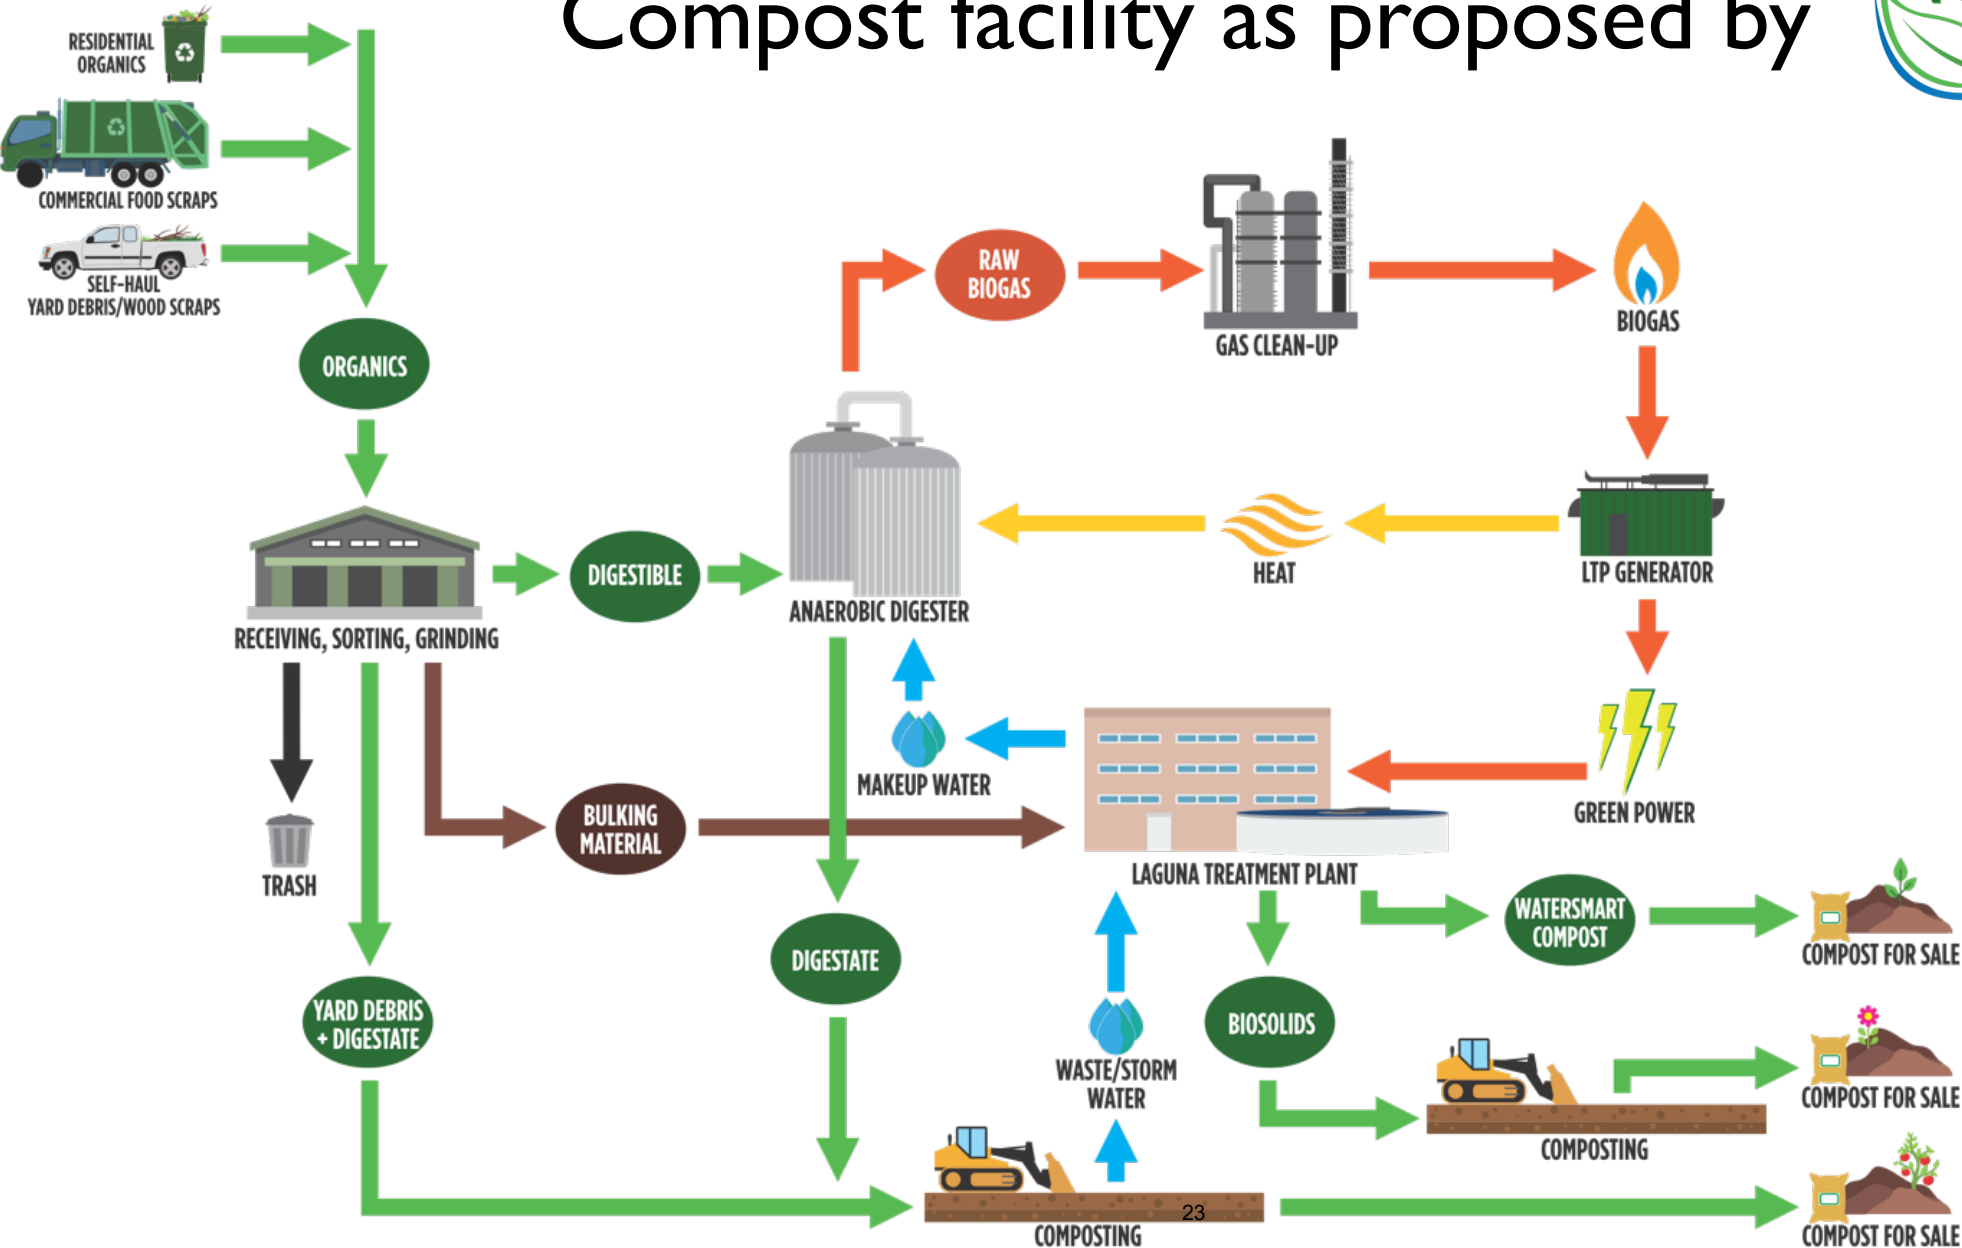 Compost facility as proposed by
RESIDENTIAL
ORGANICS
COMMERCIAL FOOD SCRAPS
SELF-HAUL
YARD DEBRIS/WOOD SCRAPS
ORGANICS
RECEIVING, SORTING, GRINDING
DIGESTIBLE
ANAEROBIC DIGESTER
RAW
BIOGAS
GAS CLEAN-UP
BIOGAS
LTP GENERATOR
HEAT
GREEN POWER
MAKEUP WATER
TRASH
BULKING
MATERIAL
LAGUNA TREATMENT PLANT
WATERSMART
COMPOST
COMPOST FOR SALE
DIGESTATE
YARD DEBRIS
+ DIGESTATE
WASTE/STORM
WATER
BIOSOLIDS
COMPOSTING
COMPOST FOR SALE
23
COMPOSTING
COMPOST FOR SALE